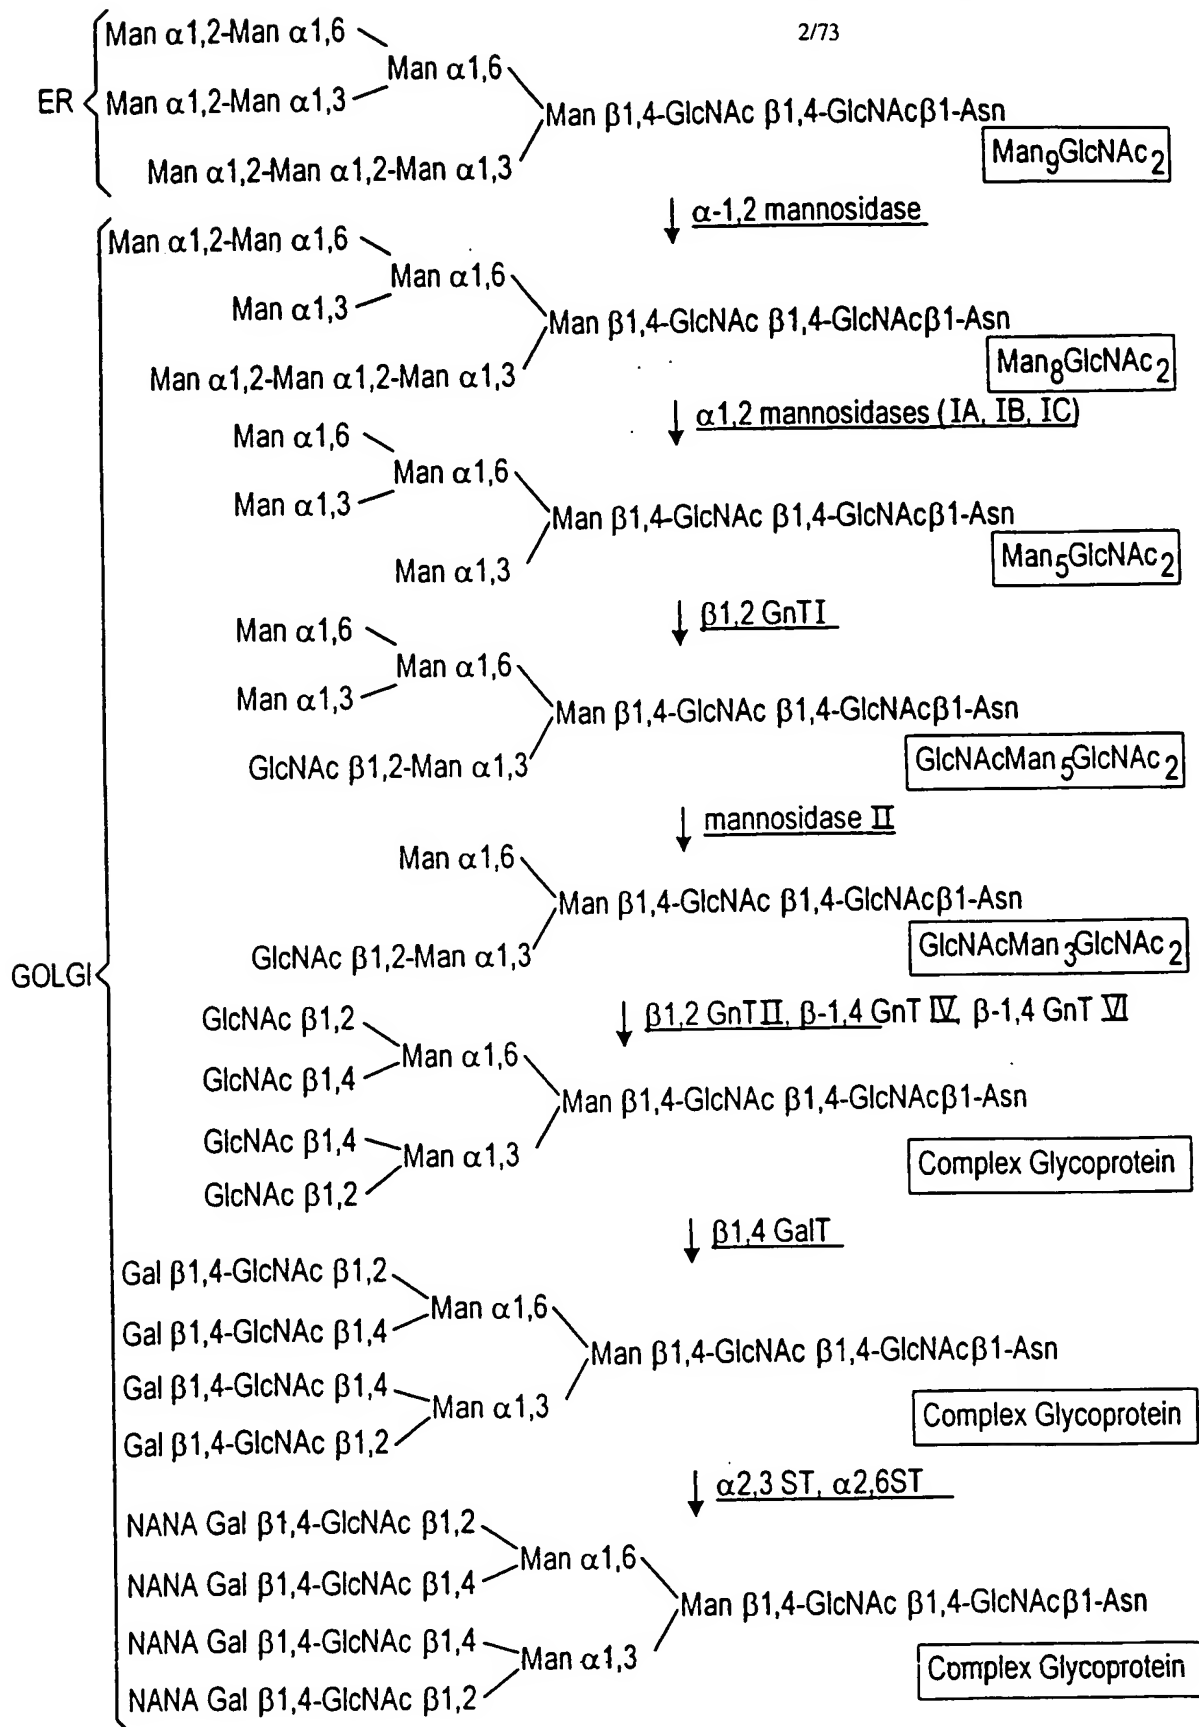 2/73
ER
Man α1,2-Man α1,6
Man α1,6
Man α1,2-Man α1,3
Man β1,4-GlcNAc β1,4-GlcNAcβ1-Asn
Man α1,2-Man α1,2-Man α1,3
Man9GlcNAc2
α-1,2 mannosidase
GOLGI
Man α1,2-Man α1,6
Man α1,6
Man α1,3
Man β1,4-GlcNAc β1,4-GlcNAcβ1-Asn
Man α1,2-Man α1,2-Man α1,3
Man8GlcNAc2
α1,2 mannosidases (IA, IB, IC)
Man α1,6
Man α1,6
Man α1,3
Man β1,4-GlcNAc β1,4-GlcNAcβ1-Asn
Man α1,3
Man5GlcNAc2
β1,2 GnTI
Man α1,6
Man α1,6
Man α1,3
Man β1,4-GlcNAc β1,4-GlcNAcβ1-Asn
GlcNAc β1,2-Man α1,3
GlcNAcMan5GlcNAc2
mannosidase II
Man α1,6
Man β1,4-GlcNAc β1,4-GlcNAcβ1-Asn
GlcNAc β1,2-Man α1,3
GlcNAcMan3GlcNAc2
β1,2 GnTII, β-1,4 GnT IV, β-1,4 GnT VI
GlcNAc β1,2
Man α1,6
GlcNAc β1,4
Man β1,4-GlcNAc β1,4-GlcNAcβ1-Asn
GlcNAc β1,4
Man α1,3
GlcNAc β1,2
Complex Glycoprotein
β1,4 GalT
Gal β1,4-GlcNAc β1,2
Man α1,6
Gal β1,4-GlcNAc β1,4
Man β1,4-GlcNAc β1,4-GlcNAcβ1-Asn
Gal β1,4-GlcNAc β1,4
Man α1,3
Gal β1,4-GlcNAc β1,2
Complex Glycoprotein
α2,3 ST, α2,6ST
NANA Gal β1,4-GlcNAc β1,2
Man α1,6
NANA Gal β1,4-GlcNAc β1,4
Man β1,4-GlcNAc β1,4-GlcNAcβ1-Asn
NANA Gal β1,4-GlcNAc β1,4
Man α1,3
NANA Gal β1,4-GlcNAc β1,2
Complex Glycoprotein